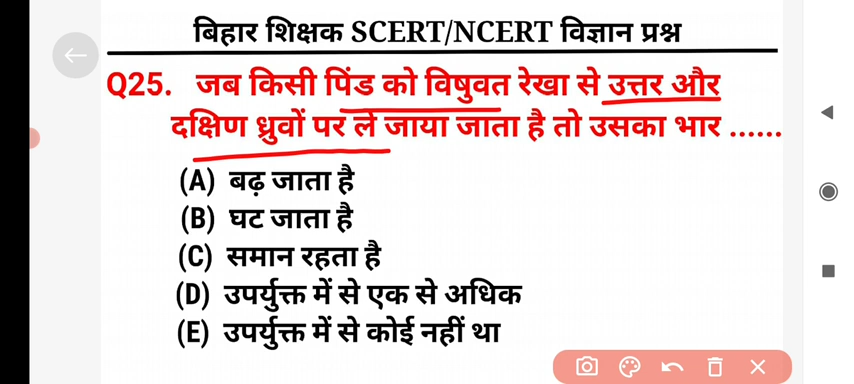 बिहार शिक्षक SCERT/NCERT विज्ञान प्रश्न
Q25. जब किसी पिंड को विषुवत रेखा से उत्तर और
दक्षिण ध्रुवों पर ले जाया जाता है तो उसका भार ......
(A) बढ़ जाता है
(B) घट जाता है
(C) समान रहता है
(D) उपर्युक्त में से एक से अधिक
(E) उपर्युक्त में से कोई नहीं था